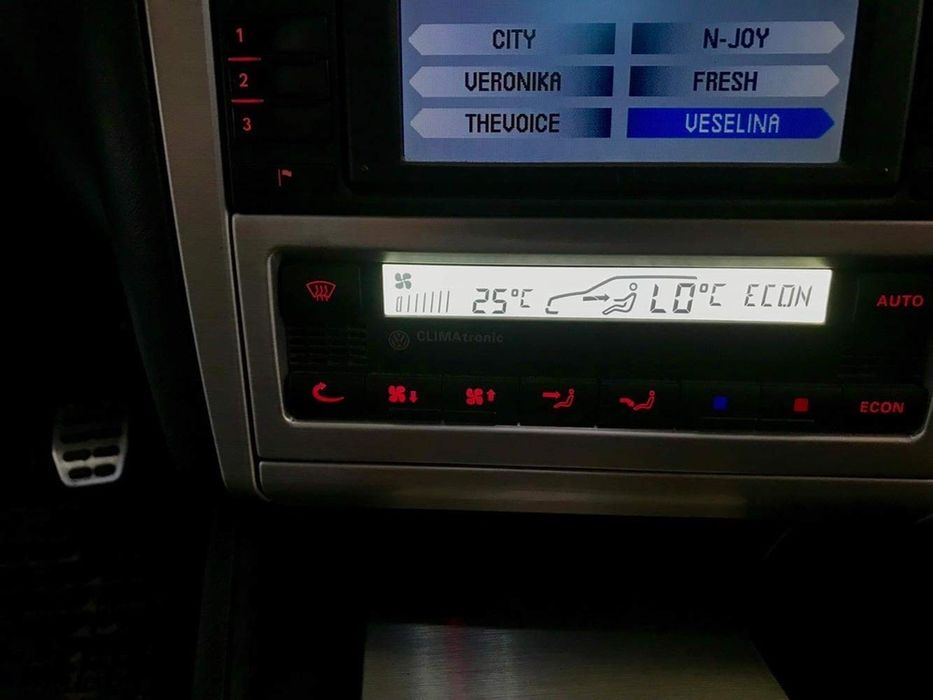 1
CITY N-JOY
2
VERONIKA FRESH
3
THEVOICE VESELINA
25°C LO°C ECON
AUTO
CLIMAtronic
ECON